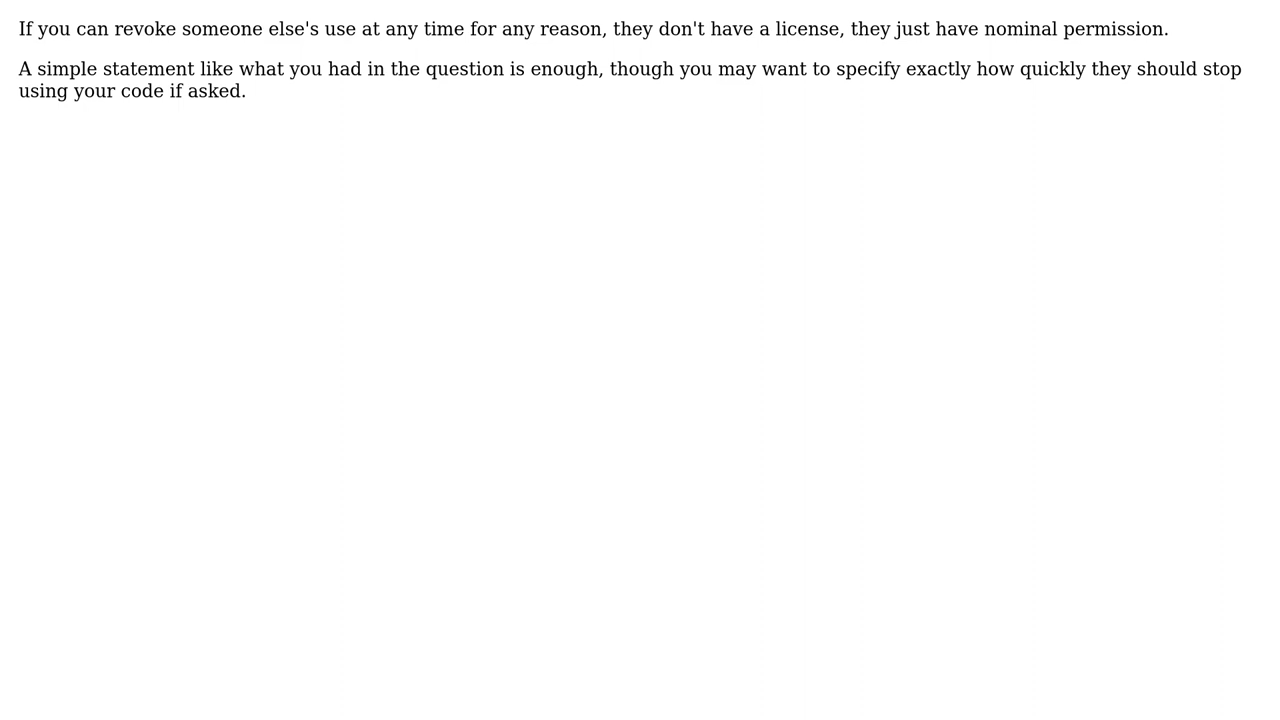 If you can revoke someone else's use at any time for any reason, they don't have a license, they just have nominal permission.
A simple statement like what you had in the question is enough, though you may want to specify exactly how quickly they should stop
using your code if asked.